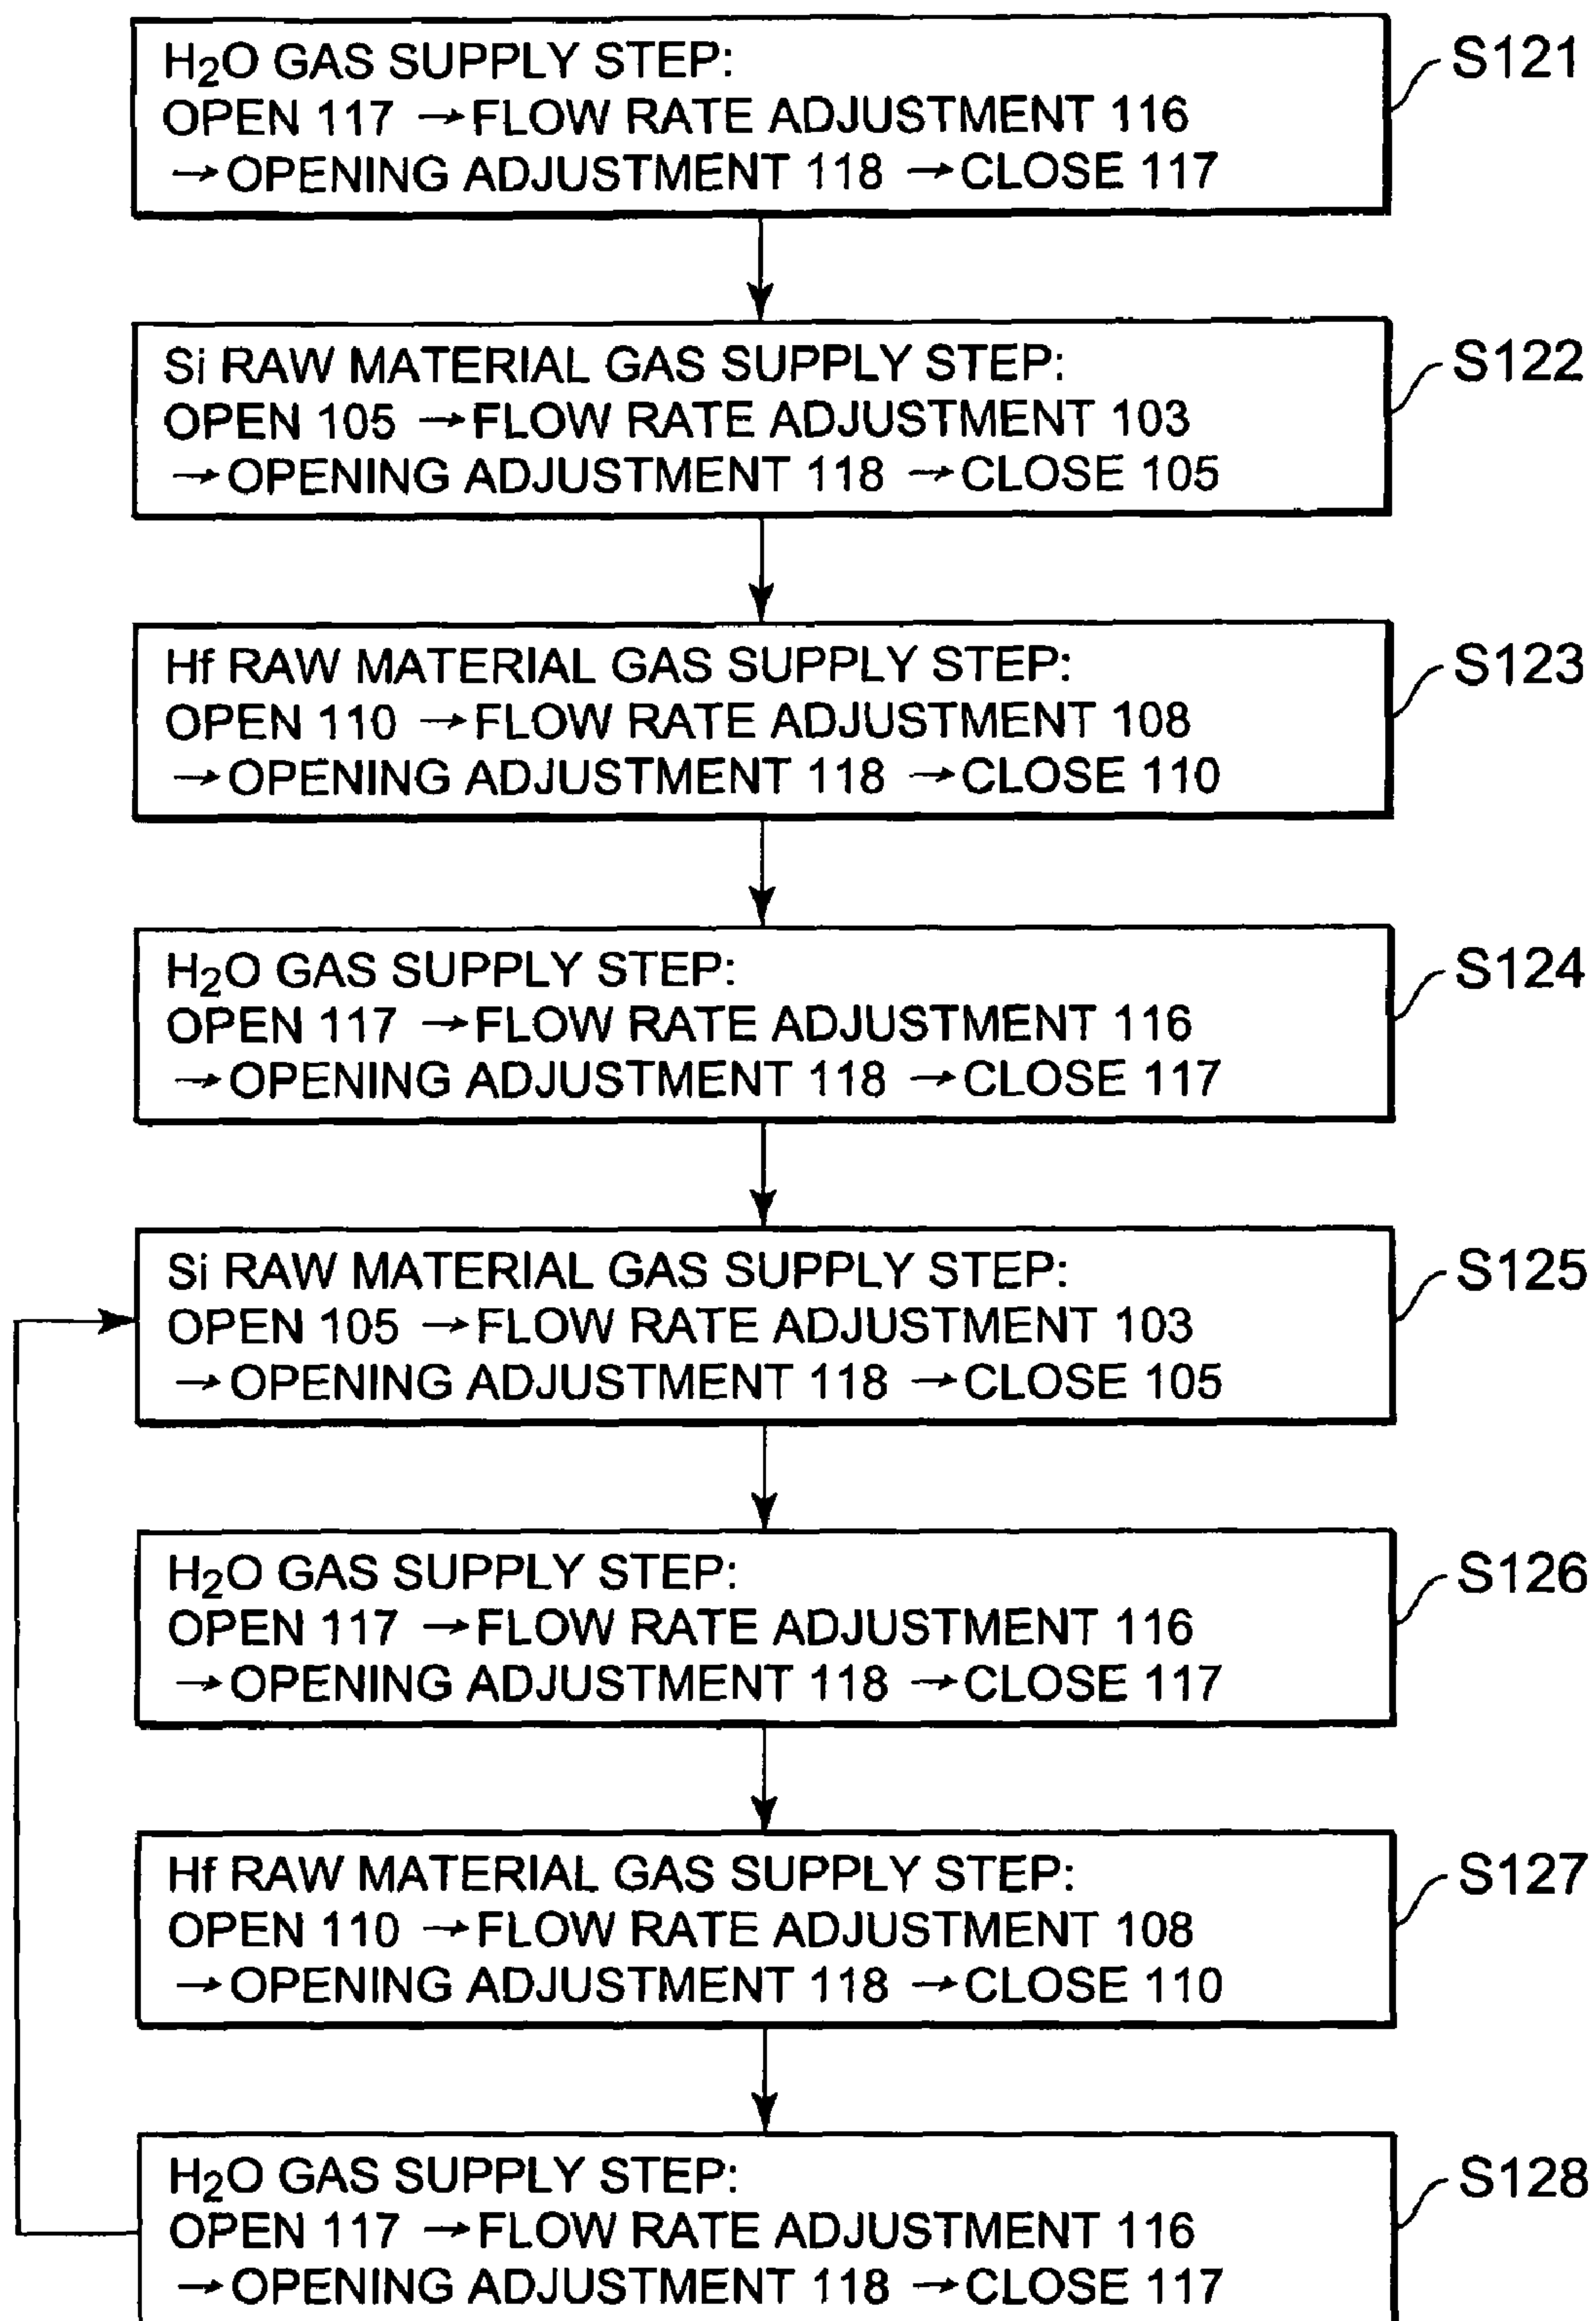 H₂O GAS SUPPLY STEP:
OPEN 117 →FLOW RATE ADJUSTMENT 116
→OPENING ADJUSTMENT 118 →CLOSE 117
S121
Si RAW MATERIAL GAS SUPPLY STEP:
OPEN 105 →FLOW RATE ADJUSTMENT 103
→OPENING ADJUSTMENT 118 →CLOSE 105
S122
Hf RAW MATERIAL GAS SUPPLY STEP:
OPEN 110 →FLOW RATE ADJUSTMENT 108
→OPENING ADJUSTMENT 118 →CLOSE 110
S123
H₂O GAS SUPPLY STEP:
OPEN 117 →FLOW RATE ADJUSTMENT 116
→OPENING ADJUSTMENT 118 →CLOSE 117
S124
Si RAW MATERIAL GAS SUPPLY STEP:
OPEN 105 →FLOW RATE ADJUSTMENT 103
→OPENING ADJUSTMENT 118 →CLOSE 105
S125
H₂O GAS SUPPLY STEP:
OPEN 117 →FLOW RATE ADJUSTMENT 116
→OPENING ADJUSTMENT 118 →CLOSE 117
S126
Hf RAW MATERIAL GAS SUPPLY STEP:
OPEN 110 →FLOW RATE ADJUSTMENT 108
→OPENING ADJUSTMENT 118 →CLOSE 110
S127
H₂O GAS SUPPLY STEP:
OPEN 117 →FLOW RATE ADJUSTMENT 116
→OPENING ADJUSTMENT 118 →CLOSE 117
S128